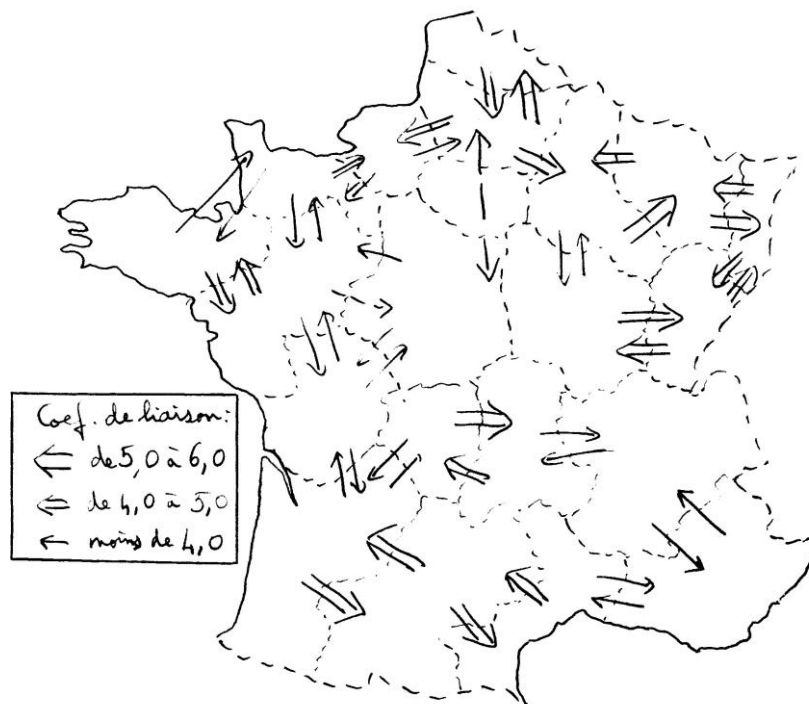 Coef. de liaison:
de 5,0 à 6,0
de 4,0 à 5,0
moins de 4,0